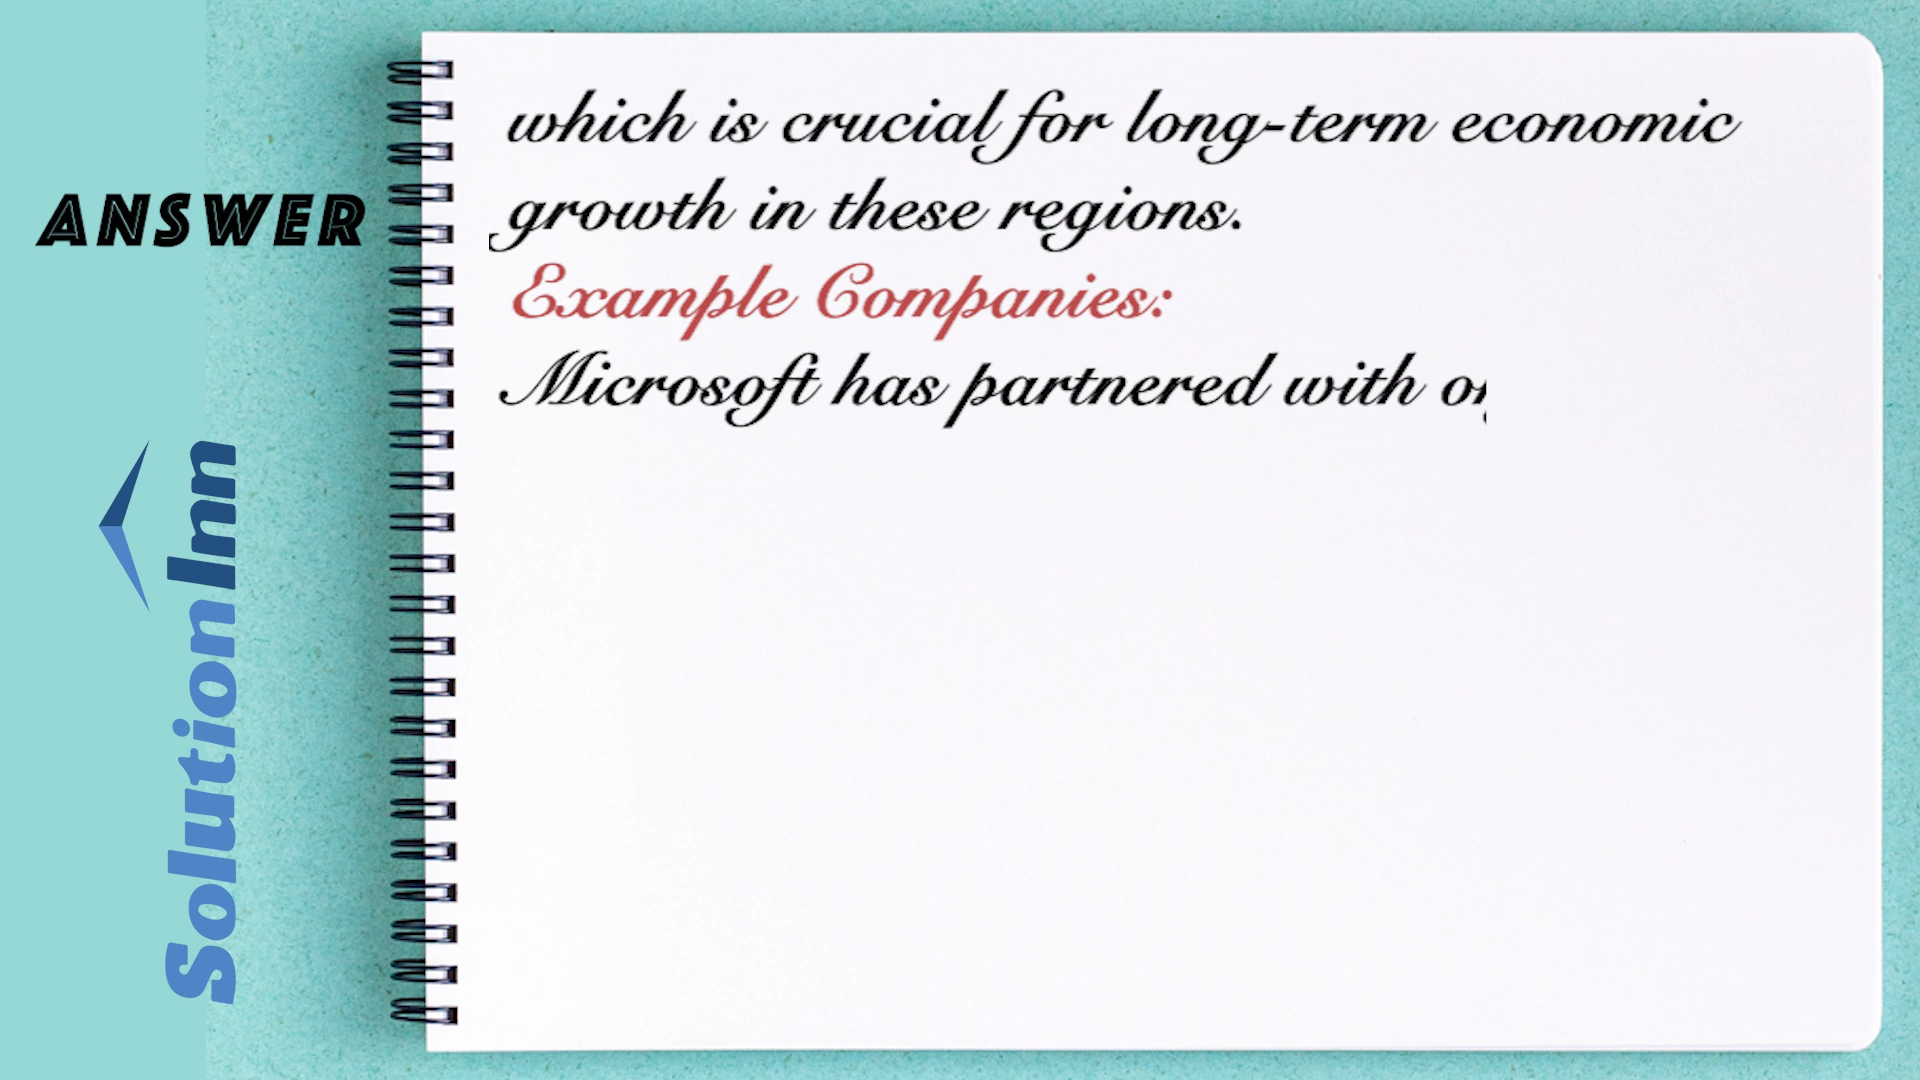 ANSWER
SolutionInn
which is crucial for long-term economic
growth in these regions.
Example Companies:
Microsoft has partnered with